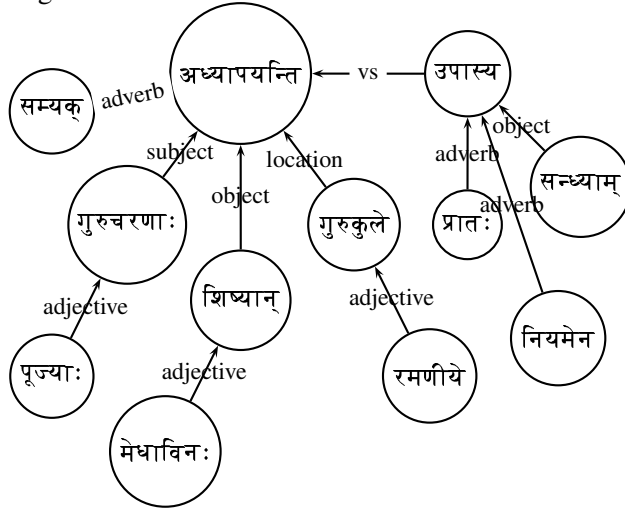 अध्यापयन्ति
vs
उपास्य
सम्यक्
adverb
subject
location
object
adverb
object
सन्ध्याम्
adverb
गुरुचरणाः
गुरुकुले
प्रातः
शिष्यान्
adjective
adjective
नियमेन
पूज्याः
adjective
रमणीये
मेधाविनः